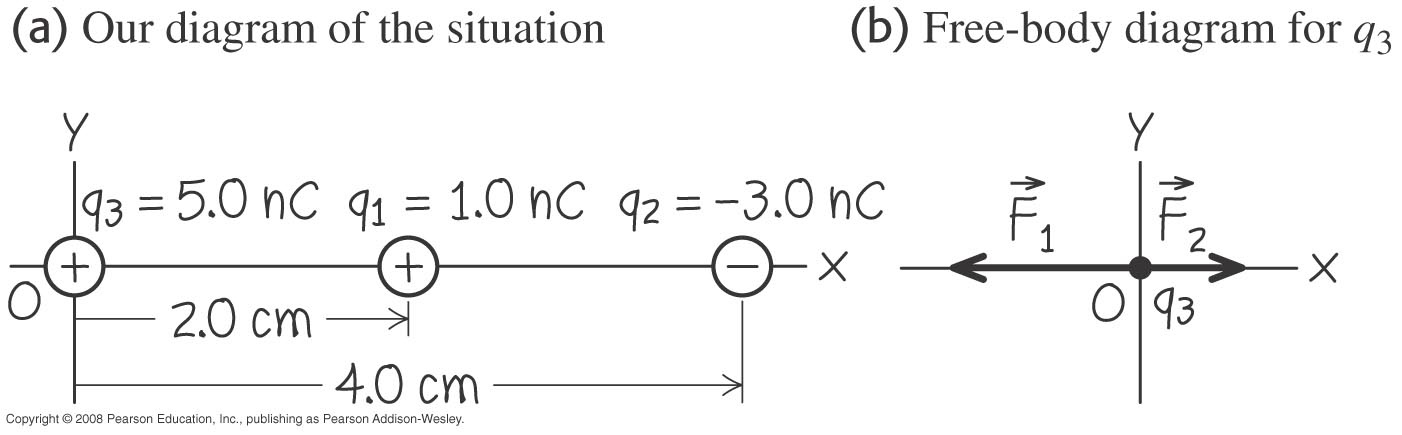 (a) Our diagram of the situation
Y
q₃ = 5.0 nC q₁ = 1.0 nC q₂ = −3.0 nC
+ + − X
O
2.0 cm
4.0 cm
(b) Free-body diagram for q₃
Y
F⃗₁ F⃗₂
X
O q₃
Copyright © 2008 Pearson Education, Inc., publishing as Pearson Addison-Wesley.